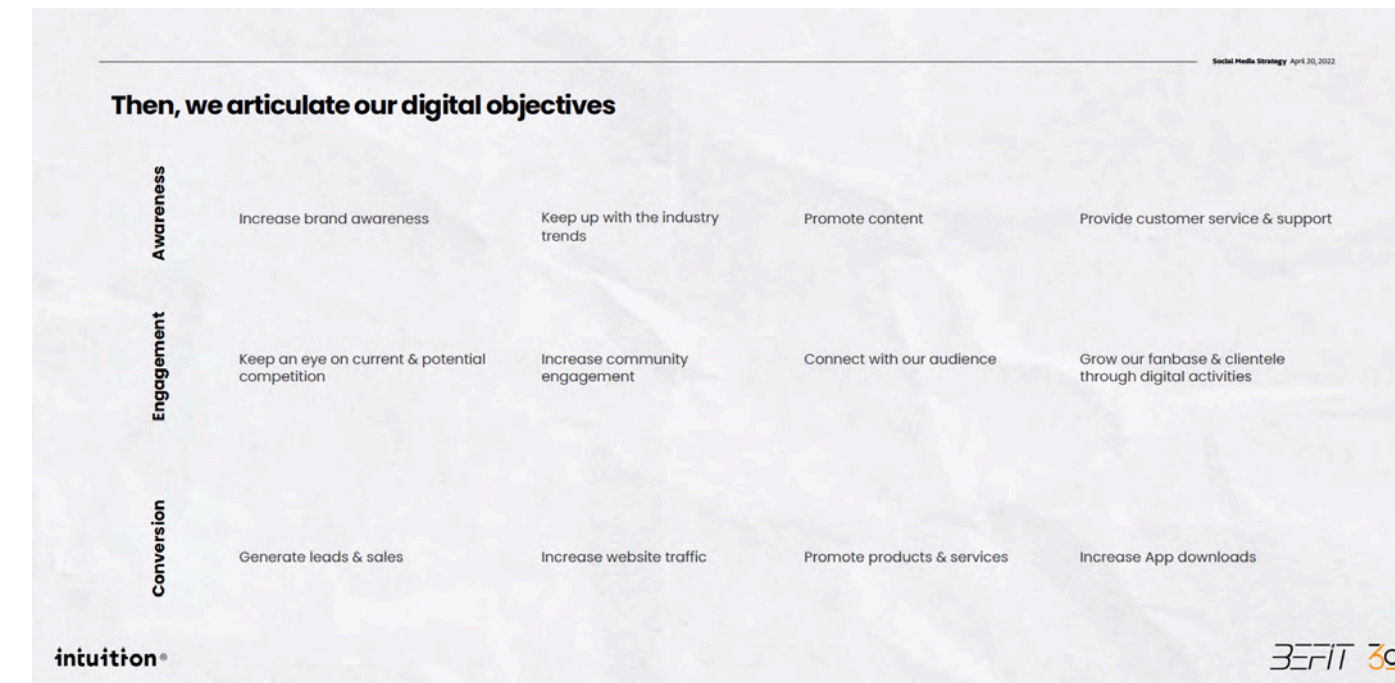 Social Media Strategy April 20, 2022
Then, we articulate our digital objectives
Awareness
Increase brand awareness
Keep up with the industry
trends
Promote content
Provide customer service & support
Engagement
Keep an eye on current & potential
competition
Increase community
engagement
Connect with our audience
Grow our fanbase & clientele
through digital activities
Conversion
Generate leads & sales
Increase website traffic
Promote products & services
Increase App downloads
intuition®
BEFIT